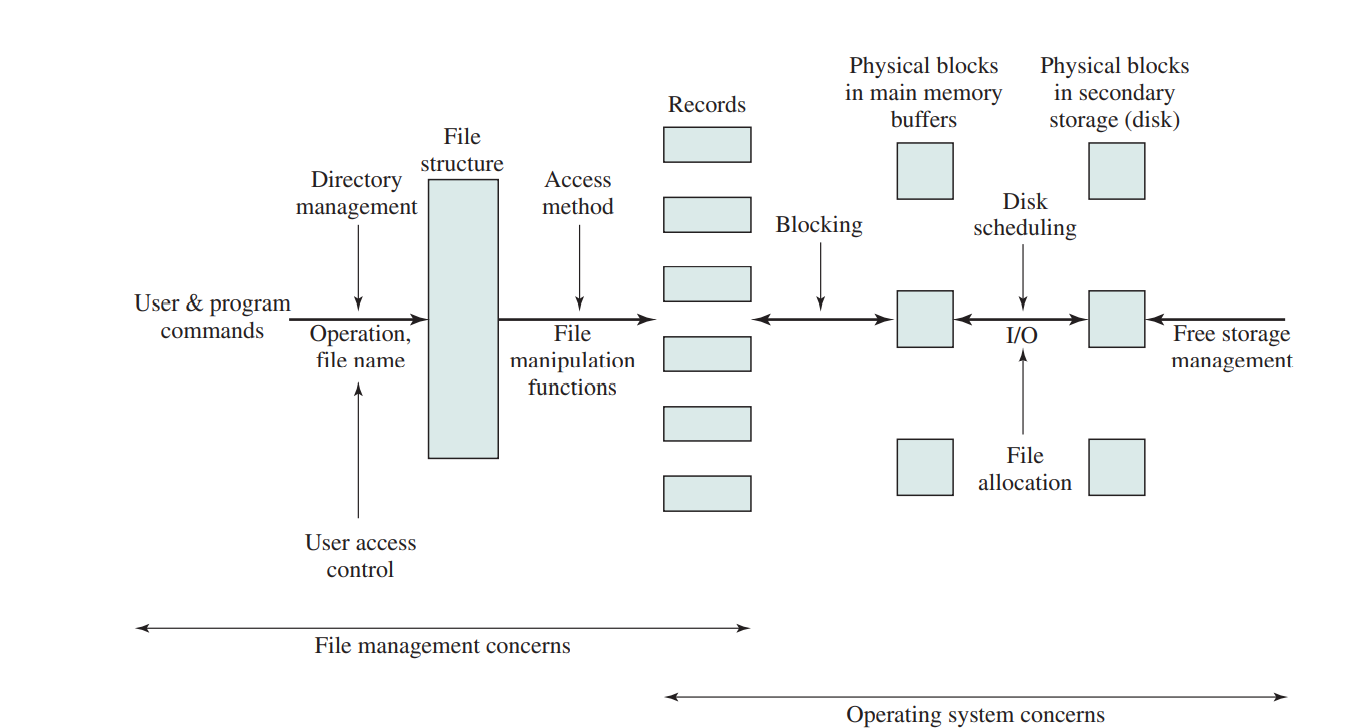 Physical blocks
in main memory
buffers
Physical blocks
in secondary
storage (disk)
Records
File
structure
Directory
management
Access
method
Blocking
Disk
scheduling
User & program
commands
Operation,
file name
File
manipulation
functions
I/O
Free storage
management
File
allocation
User access
control
File management concerns
Operating system concerns